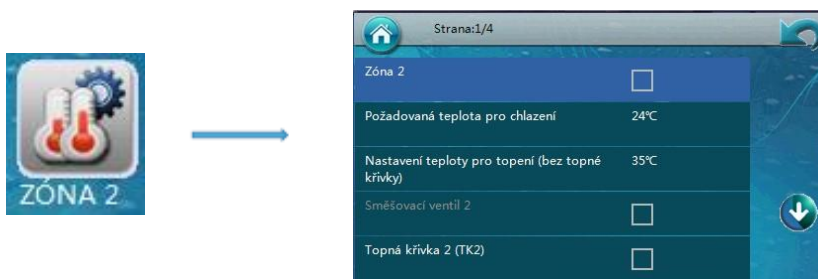 ZÓNA 2
Strana:1/4
Zóna 2
Požadovaná teplota pro chlazení 24℃
Nastavení teploty pro topení (bez topné 35℃
křivky)
Směšovací ventil 2
Topná křivka 2 (TK2)